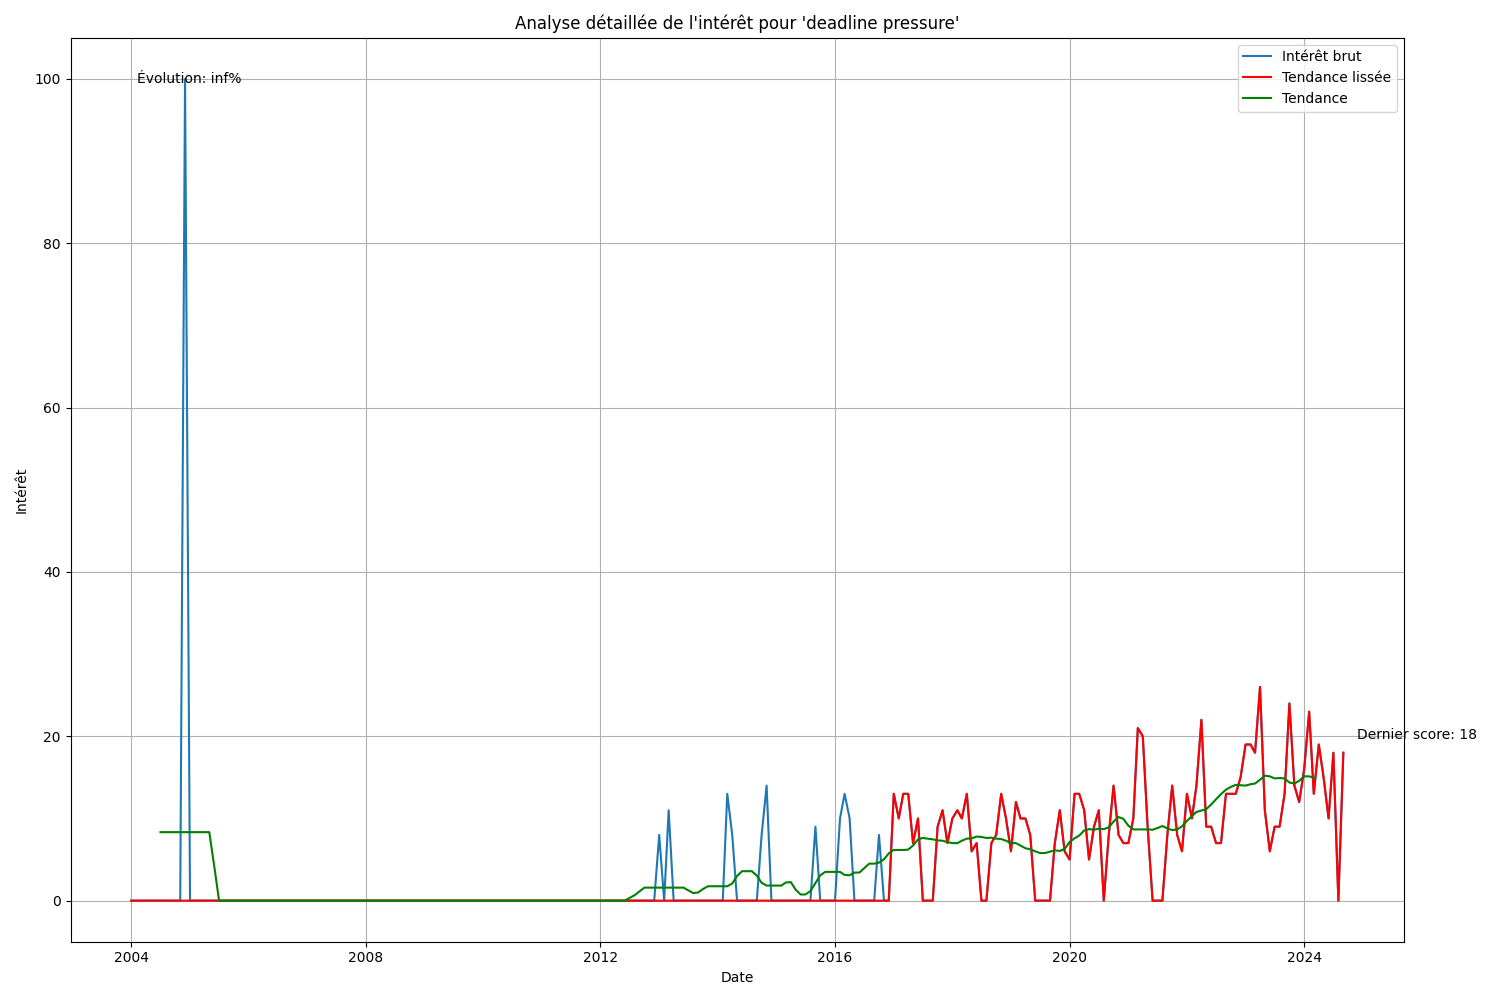 Analyse détaillée de l'intérêt pour 'deadline pressure'
Évolution: inf%
Intérêt brut
Tendance lissée
Tendance
100
80
60
40
20
0
Intérêt
Dernier score: 18
2004
2008
2012
2016
2020
2024
Date